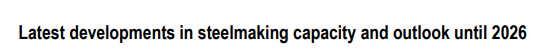 Latest developments in steelmaking capacity and outlook until 2026